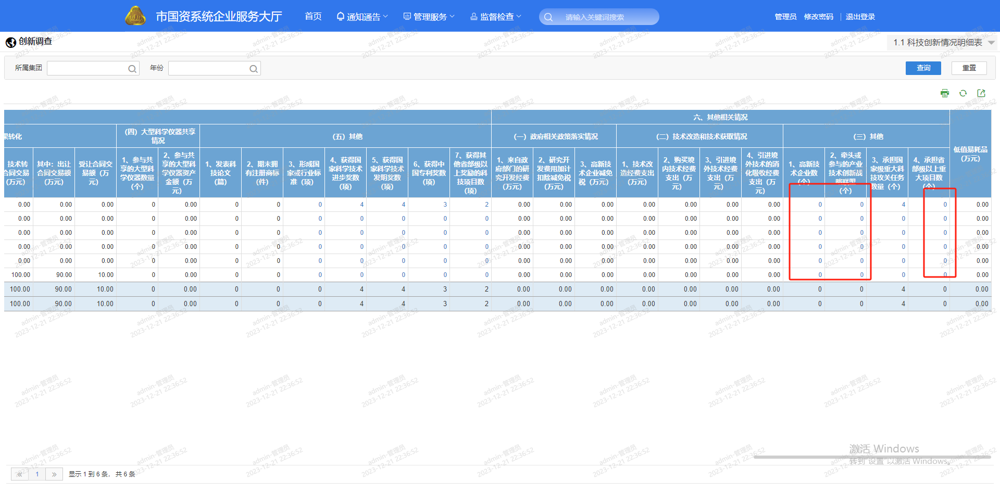 市国资系统企业服务大厅
首页
通知通告
管理服务
监督检查
请输入关键词搜索
管理员
修改密码
退出登录
创新调查
1.1 科技创新情况明细表
所属集团
年份
查询
重置
六、其他相关情况
果转化
(四) 大型科学仪器共享
情况
(五) 其他
(一) 政府相关政策落实情况
(二) 技术改造和技术获取情况
(三) 其他
低值易耗品
(万元)
技术转
合同交易
(万元)
其中: 出让
合同交易额
(万元)
受让合同交
易额 (万
元)
1、参与共
享的大型科
学仪器数量
(个)
2、参与共
享的大型科
学仪器资产
金额 (万
元)
1、发表科
技论文
(篇)
2、期末拥
有注册商标
(件)
3、形成国
家或行业标
准 (项)
4、获得国
家科学技术
进步奖数
(项)
5、获得国
家科学技术
发明奖数
(项)
6、获得中
国专利奖数
(项)
7、获得其
他省部级以
上奖励的科
技项目数
(项)
1、来自政
府部门的研
究开发经费
(万元)
2、研究开
发费用加计
扣除减免税
(万元)
3、高新技
术企业减免
税 (万元)
1、技术改
造经费支出
(万元)
2、购买境
内技术经费
支出 (万
元)
3、引进境
外技术经费
支出 (万
元)
4、引进境
外技术的消
化吸收经费
支出 (万
元)
1、高新技
术企业数
(个)
2、牵头或
参与的产业
技术创新战
略联盟
(个)
3、承担国
家级重大科
技攻关任务
数量 (个)
4、承担省
部级以上重
大项目数
(个)
0.00 0.00 0.00 0 0.00 0 0 0 4 4 3 2 0.00 0.00 0.00 0.00 0.00 0.00 0.00 0 0 4 0 0.00
0.00 0.00 0.00 0 0.00 0 0 0 0 0 0 0 0.00 0.00 0.00 0.00 0.00 0.00 0.00 0 0 0 0 0.00
0.00 0.00 0.00 0 0.00 0 0 0 0 0 0 0 0.00 0.00 0.00 0.00 0.00 0.00 0.00 0 0 0 0 0.00
0.00 0.00 0.00 0 0.00 0 0 0 0 0 0 0 0.00 0.00 0.00 0.00 0.00 0.00 0.00 0 0 0 0 0.00
0.00 0.00 0.00 0 0.00 0 0 0 0 0 0 0 0.00 0.00 0.00 0.00 0.00 0.00 0.00 0 0 0 0 0.00
100.00 90.00 10.00 0 0.00 0 0 0 0 0 0 0 0.00 0.00 0.00 0.00 0.00 0.00 0.00 0 0 0 0 0.00
100.00 90.00 10.00 0 0.00 0 0 0 4 4 3 2 0.00 0.00 0.00 0.00 0.00 0.00 0.00 0 0 4 0 0.00
100.00 90.00 10.00 0 0.00 0 0 0 4 4 3 2 0.00 0.00 0.00 0.00 0.00 0.00 0.00 0 0 4 0 0.00
admin-管理员
2023-12-21 22:36:52
激活 Windows
转到"设置"以激活 Windows。
« 1 » 显示 1 到 6 条, 共 6 条